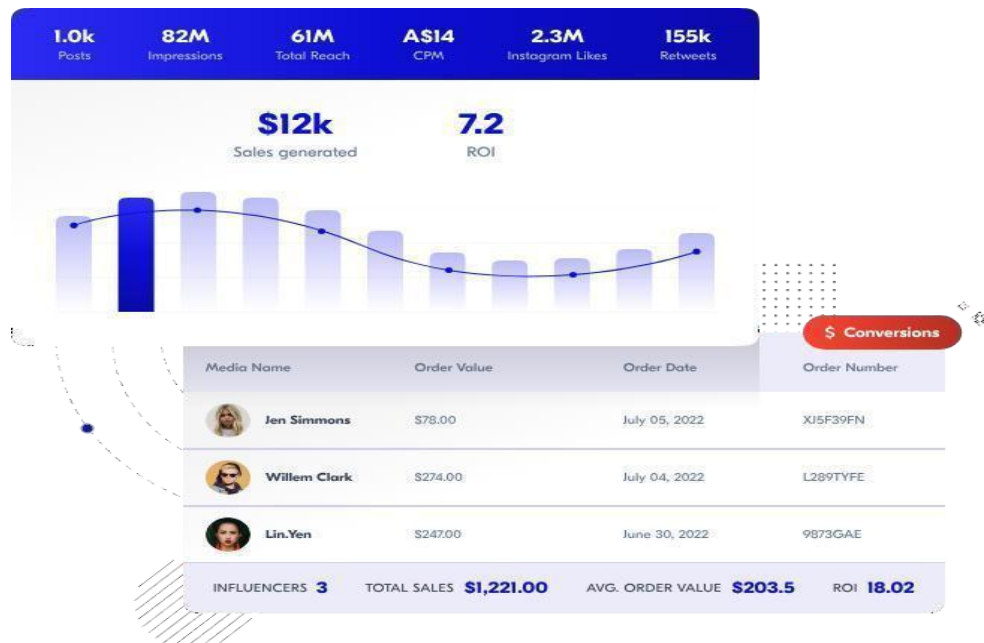 1.0k 82M 61M A$14 2.3M 155k
Posts Impressions Total Reach CPM Instagram Likes Retweets
$12k 7.2
Sales generated ROI
$ Conversions
Media Name Order Value Order Date Order Number
Jen Simmons $78.00 July 05, 2022 XJ5F39FN
Willem Clark $274.00 July 04, 2022 L289TYFE
Lin.Yen $247.00 June 30, 2022 9873GAE
INFLUENCERS 3 TOTAL SALES $1,221.00 AVG. ORDER VALUE $203.5 ROI 18.02